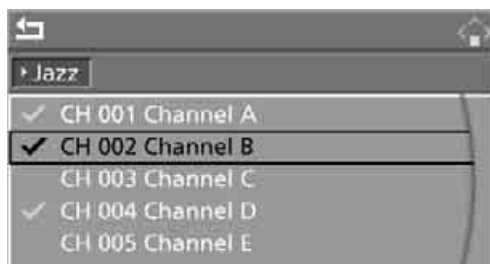 Jazz
CH 001 Channel A
CH 002 Channel B
CH 003 Channel C
CH 004 Channel D
CH 005 Channel E